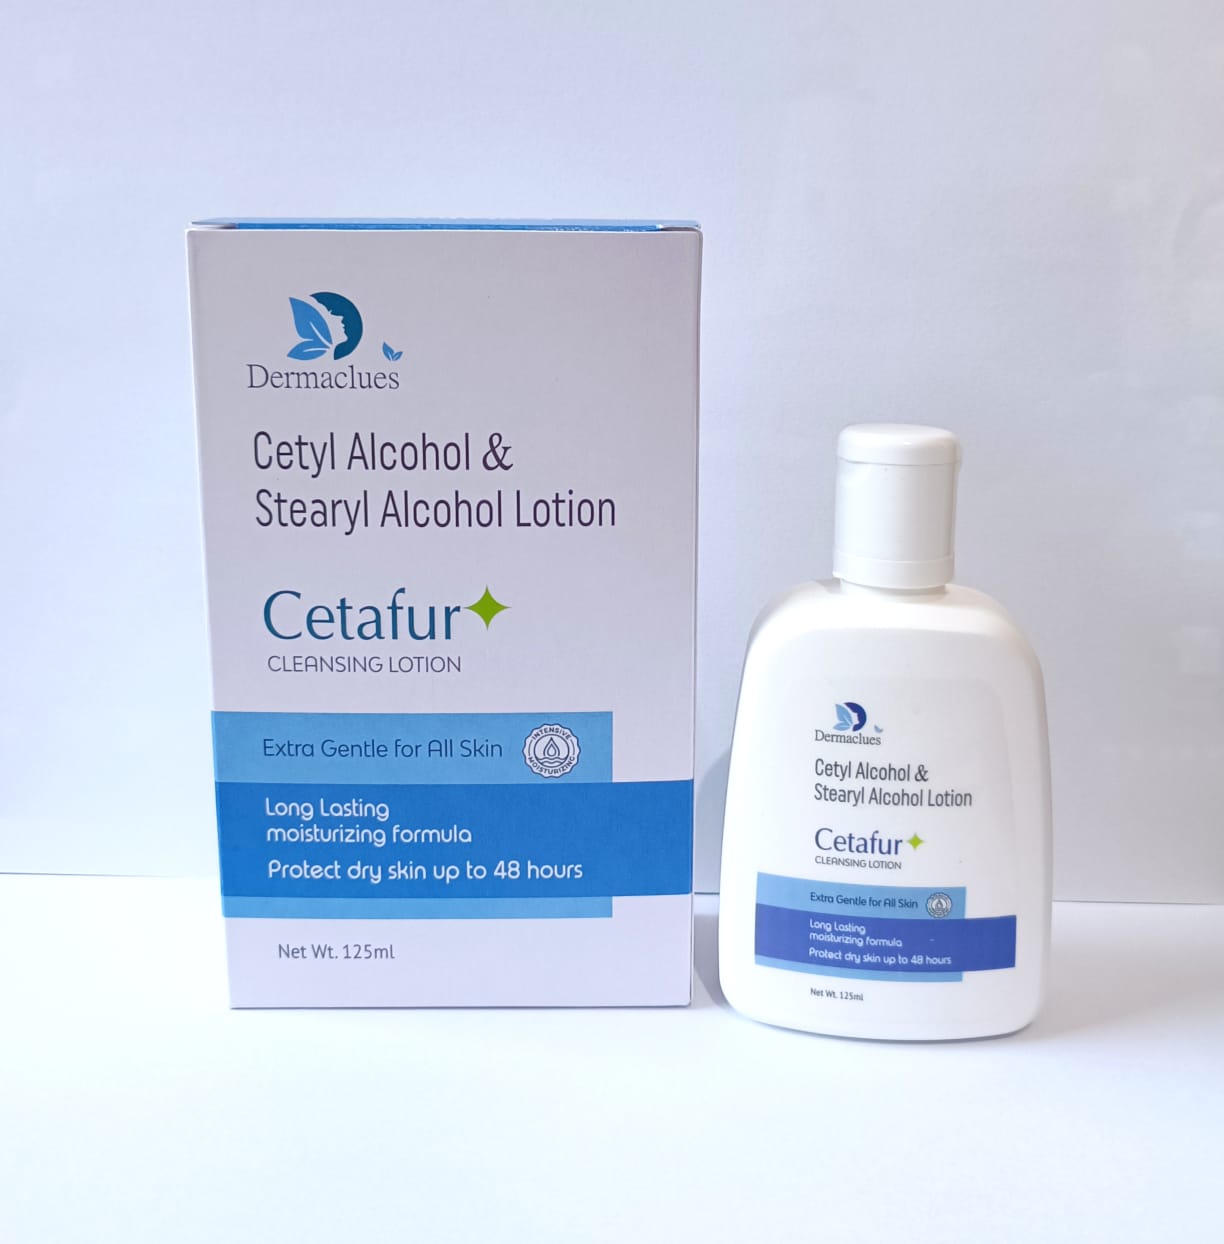 Dermaclues
Cetyl Alcohol &
Stearyl Alcohol Lotion
Cetafur
CLEANSING LOTION
Extra Gentle for All Skin
INTENSIVE
MOISTURIZING
Long Lasting
moisturizing formula
Protect dry skin up to 48 hours
Net Wt. 125ml
Dermaclues
Cetyl Alcohol &
Stearyl Alcohol Lotion
Cetafur
CLEANSING LOTION
Extra Gentle for All Skin
Long Lasting
moisturizing formula
Protect dry skin up to 48 hours
Net Wt. 125ml